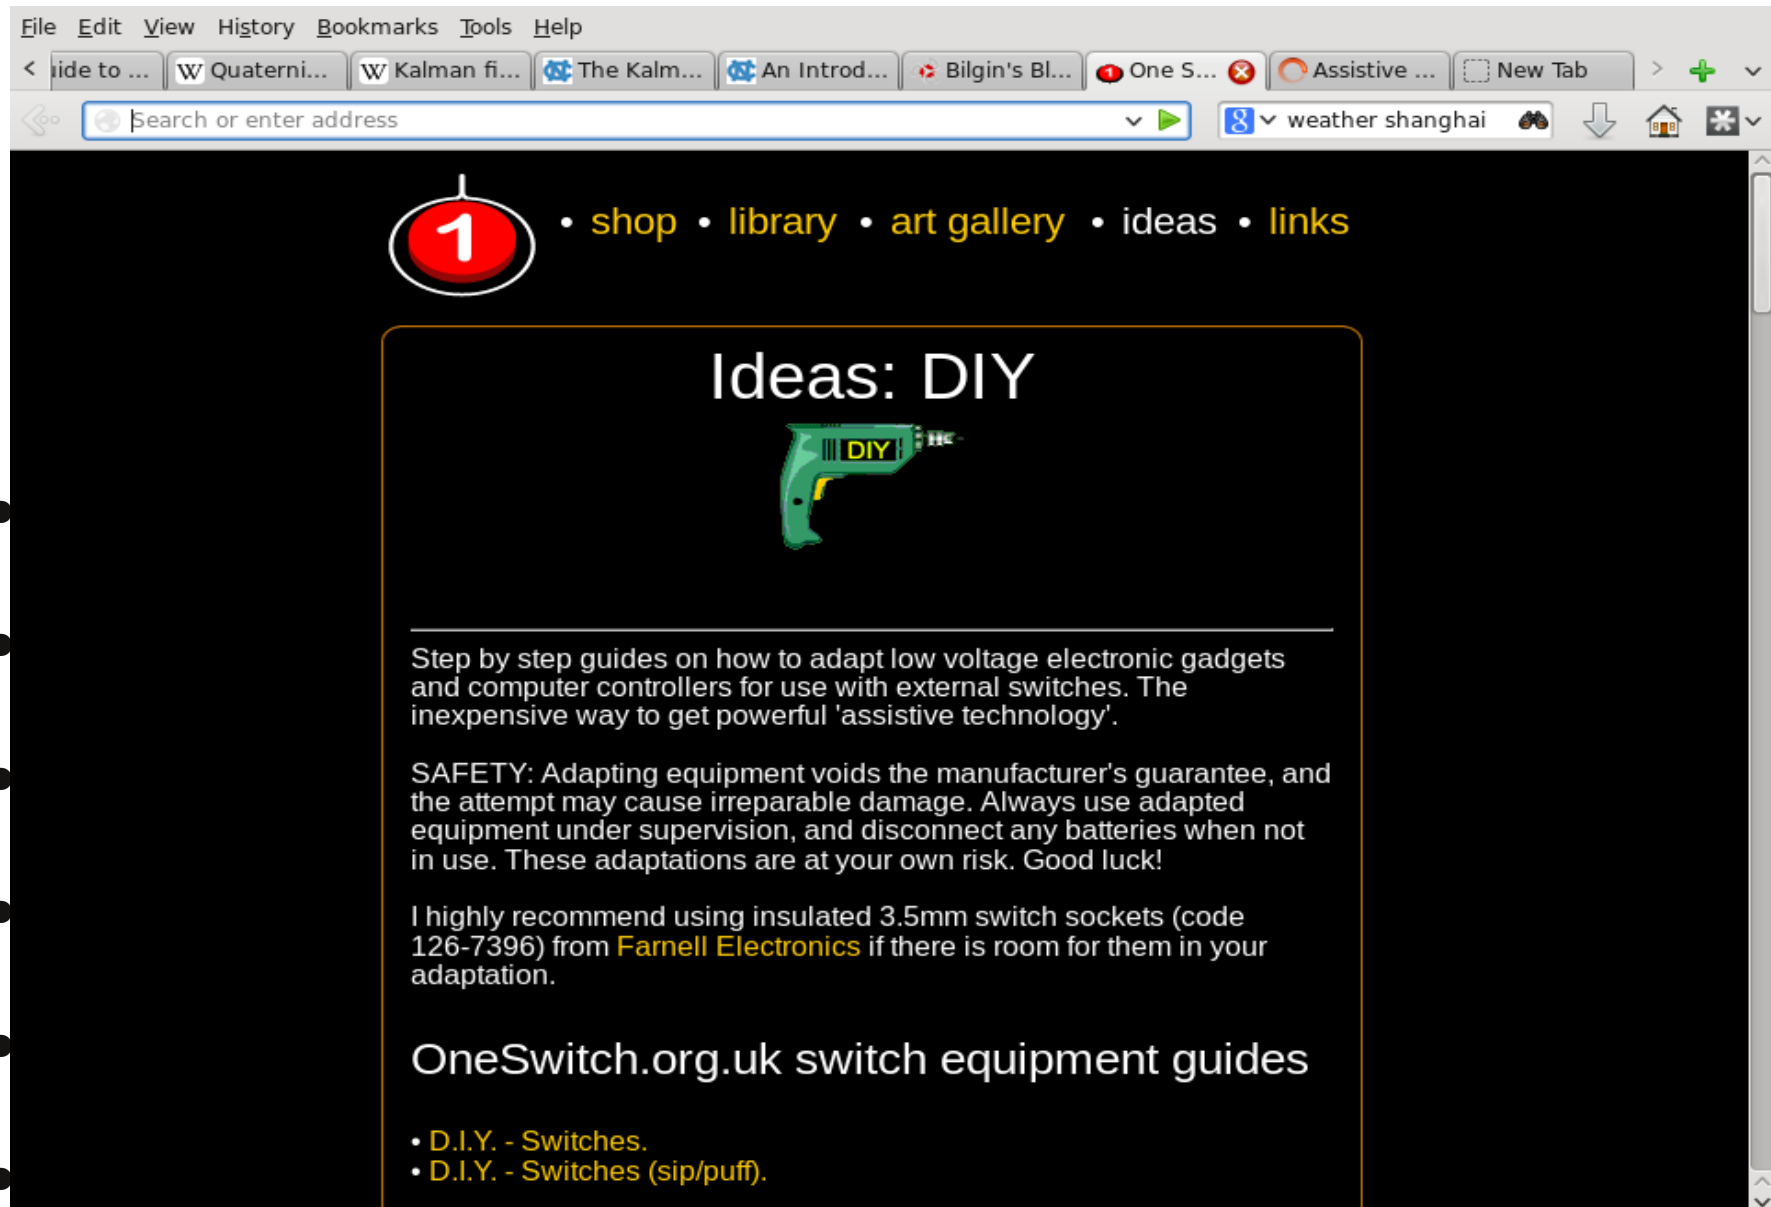 File Edit View History Bookmarks Tools Help
ide to ... Quaterni... Kalman fi... The Kalm... An Introd... Bilgin's Bl... One S... Assistive ... New Tab
Search or enter address
8 weather shanghai
1
• shop • library • art gallery • ideas • links
Ideas: DIY
DIY
Step by step guides on how to adapt low voltage electronic gadgets
and computer controllers for use with external switches. The
inexpensive way to get powerful 'assistive technology'.
SAFETY: Adapting equipment voids the manufacturer's guarantee, and
the attempt may cause irreparable damage. Always use adapted
equipment under supervision, and disconnect any batteries when not
in use. These adaptations are at your own risk. Good luck!
I highly recommend using insulated 3.5mm switch sockets (code
126-7396) from Farnell Electronics if there is room for them in your
adaptation.
OneSwitch.org.uk switch equipment guides
• D.I.Y. - Switches.
• D.I.Y. - Switches (sip/puff).